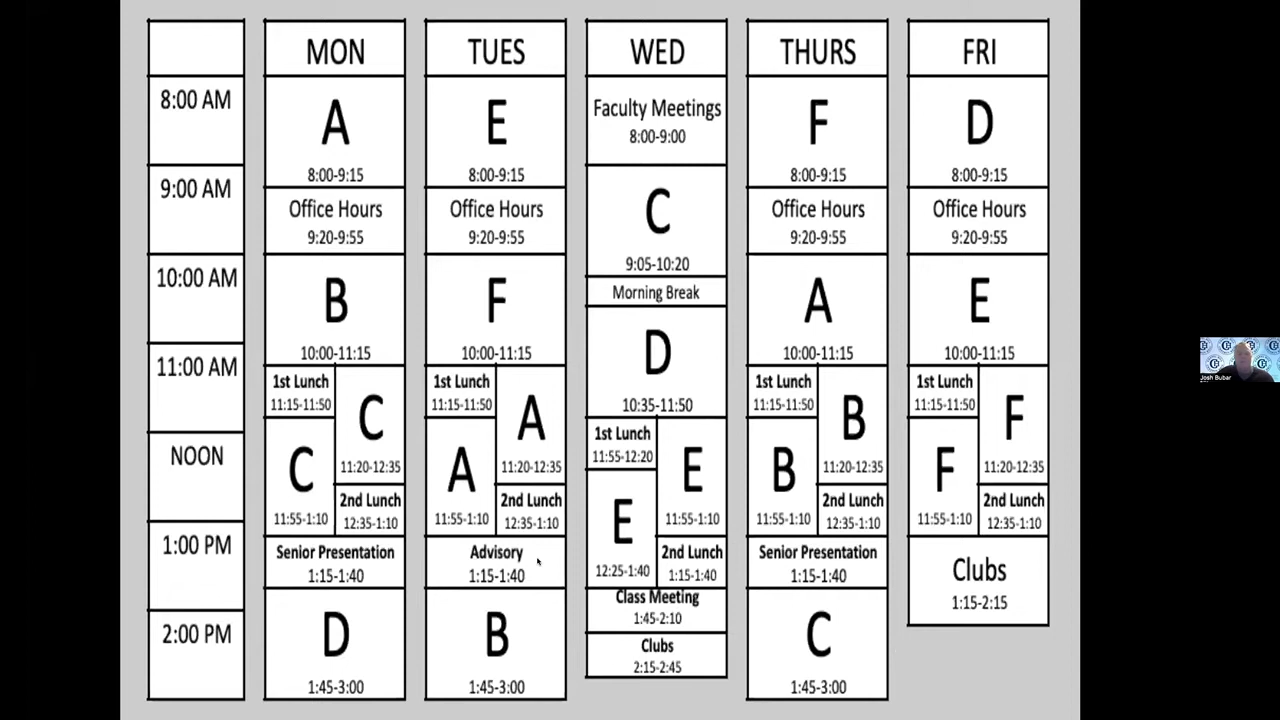 MON
TUES
WED
THURS
FRI
8:00 AM
9:00 AM
10:00 AM
11:00 AM
NOON
1:00 PM
2:00 PM
A
8:00-9:15
Office Hours
9:20-9:55
B
10:00-11:15
1st Lunch
11:15-11:50
C
11:55-1:10
C
11:20-12:35
2nd Lunch
12:35-1:10
Senior Presentation
1:15-1:40
D
1:45-3:00
E
8:00-9:15
Office Hours
9:20-9:55
F
10:00-11:15
1st Lunch
11:15-11:50
A
11:55-1:10
A
11:20-12:35
2nd Lunch
12:35-1:10
Advisory
1:15-1:40
B
1:45-3:00
Faculty Meetings
8:00-9:00
C
9:05-10:20
Morning Break
D
10:35-11:50
1st Lunch
11:55-12:20
E
12:25-1:40
E
11:55-1:10
2nd Lunch
1:15-1:40
Class Meeting
1:45-2:10
Clubs
2:15-2:45
F
8:00-9:15
Office Hours
9:20-9:55
A
10:00-11:15
1st Lunch
11:15-11:50
B
11:55-1:10
B
11:20-12:35
2nd Lunch
12:35-1:10
Senior Presentation
1:15-1:40
C
1:45-3:00
D
8:00-9:15
Office Hours
9:20-9:55
E
10:00-11:15
1st Lunch
11:15-11:50
F
11:55-1:10
F
11:20-12:35
2nd Lunch
12:35-1:10
Clubs
1:15-2:15
Josh Bubar